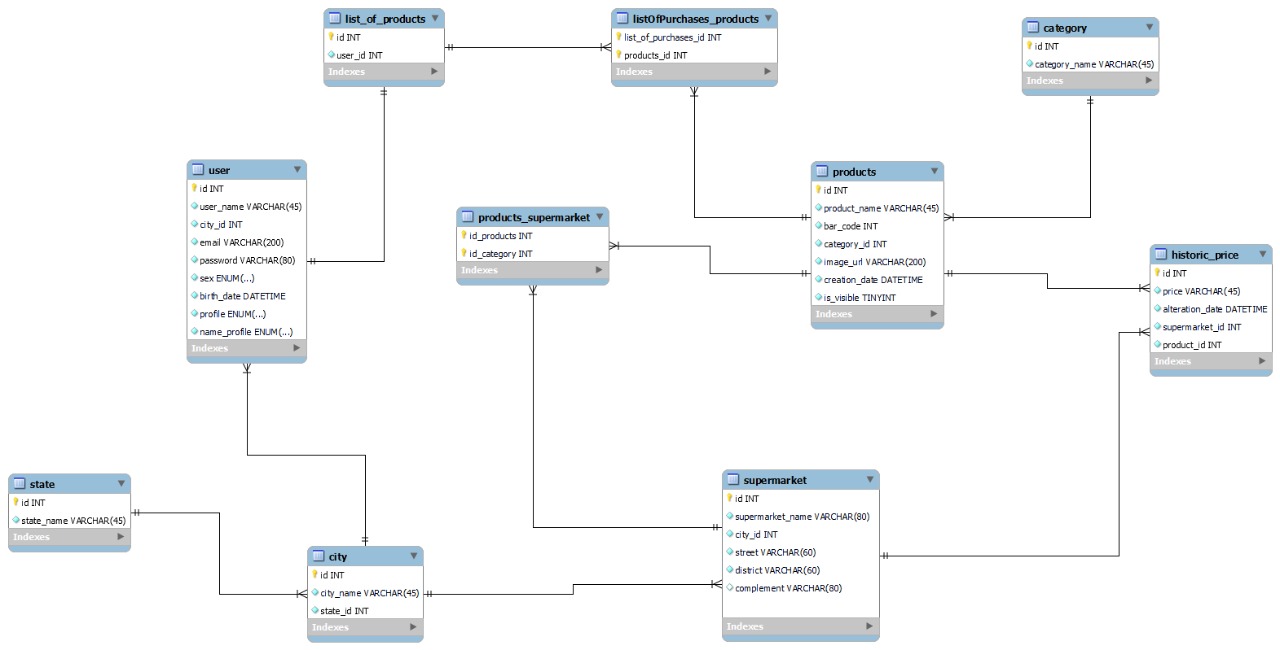 list_of_products
id INT
user_id INT
Indexes
listOfPurchases_products
list_of_purchases_id INT
products_id INT
Indexes
category
id INT
category_name VARCHAR(45)
Indexes
user
id INT
user_name VARCHAR(45)
city_id INT
email VARCHAR(200)
password VARCHAR(80)
sex ENUM(...)
birth_date DATETIME
profile ENUM(...)
name_profile ENUM(...)
Indexes
products_supermarket
id_products INT
id_category INT
Indexes
products
id INT
product_name VARCHAR(45)
bar_code INT
category_id INT
image_url VARCHAR(200)
creation_date DATETIME
is_visible TINYINT
Indexes
historic_price
id INT
price VARCHAR(45)
alteration_date DATETIME
supermarket_id INT
product_id INT
Indexes
state
id INT
state_name VARCHAR(45)
Indexes
city
id INT
city_name VARCHAR(45)
state_id INT
Indexes
supermarket
id INT
supermarket_name VARCHAR(80)
city_id INT
street VARCHAR(60)
district VARCHAR(60)
complement VARCHAR(80)
Indexes